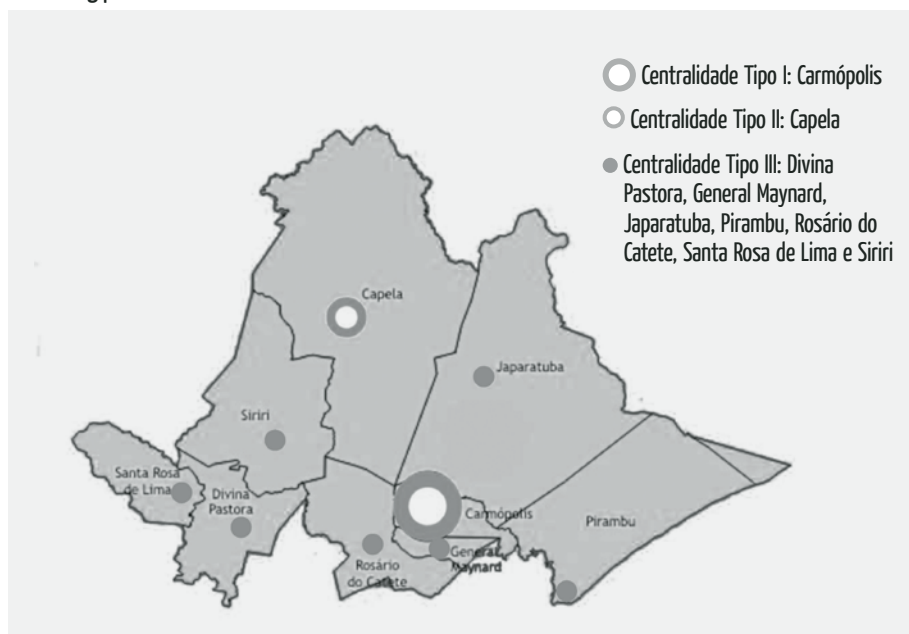 Centralidade Tipo I: Carmópolis
Centralidade Tipo II: Capela
Centralidade Tipo III: Divina
Pastora, General Maynard,
Japaratuba, Pirambu, Rosário do
Catete, Santa Rosa de Lima e Siriri
Capela
Japaratuba
Siriri
Santa Rosa
de Lima
Divina
Pastora
Carmópolis
Pirambu
General
Maynard
Rosário
do Catete